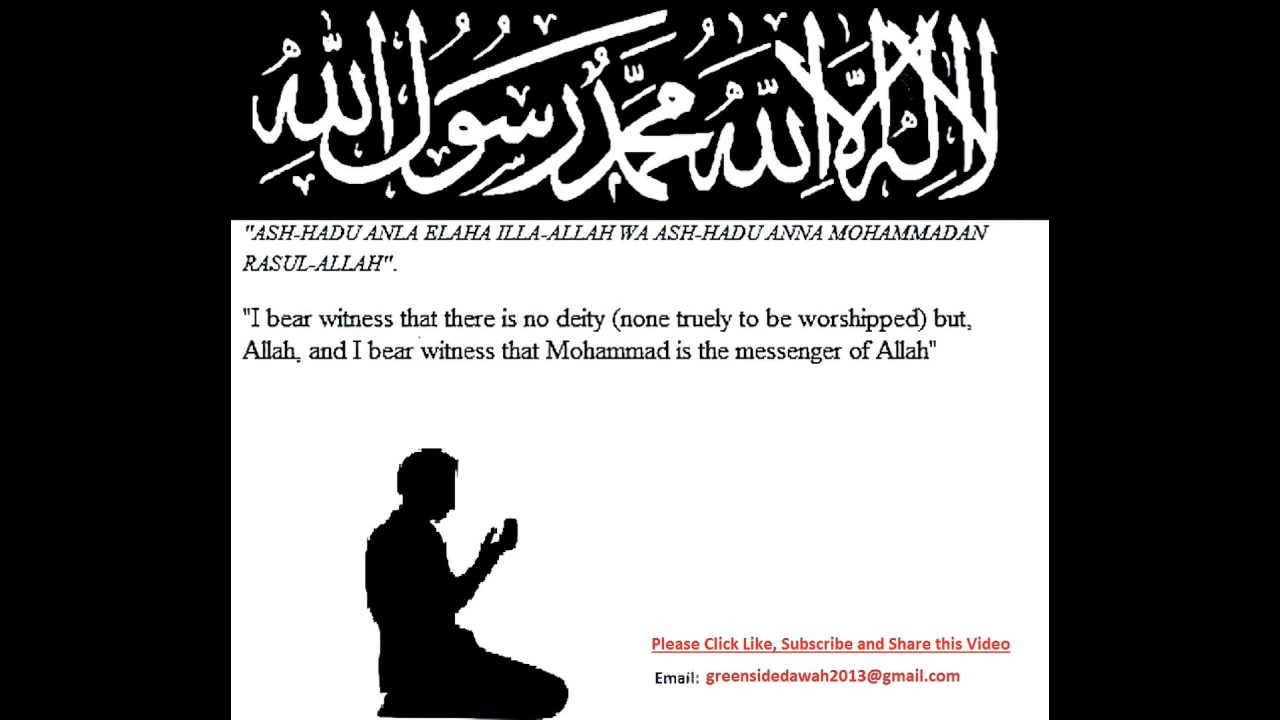 لا إله إلا الله محمد رسول الله
"ASH-HADU ANLA ELAHA ILLA-ALLAH WA ASH-HADU ANNA MOHAMMADAN
RASUL-ALLAH".
"I bear witness that there is no deity (none truely to be worshipped) but,
Allah, and I bear witness that Mohammad is the messenger of Allah"
Please Click Like, Subscribe and Share this Video
Email: greensidedawah2013@gmail.com